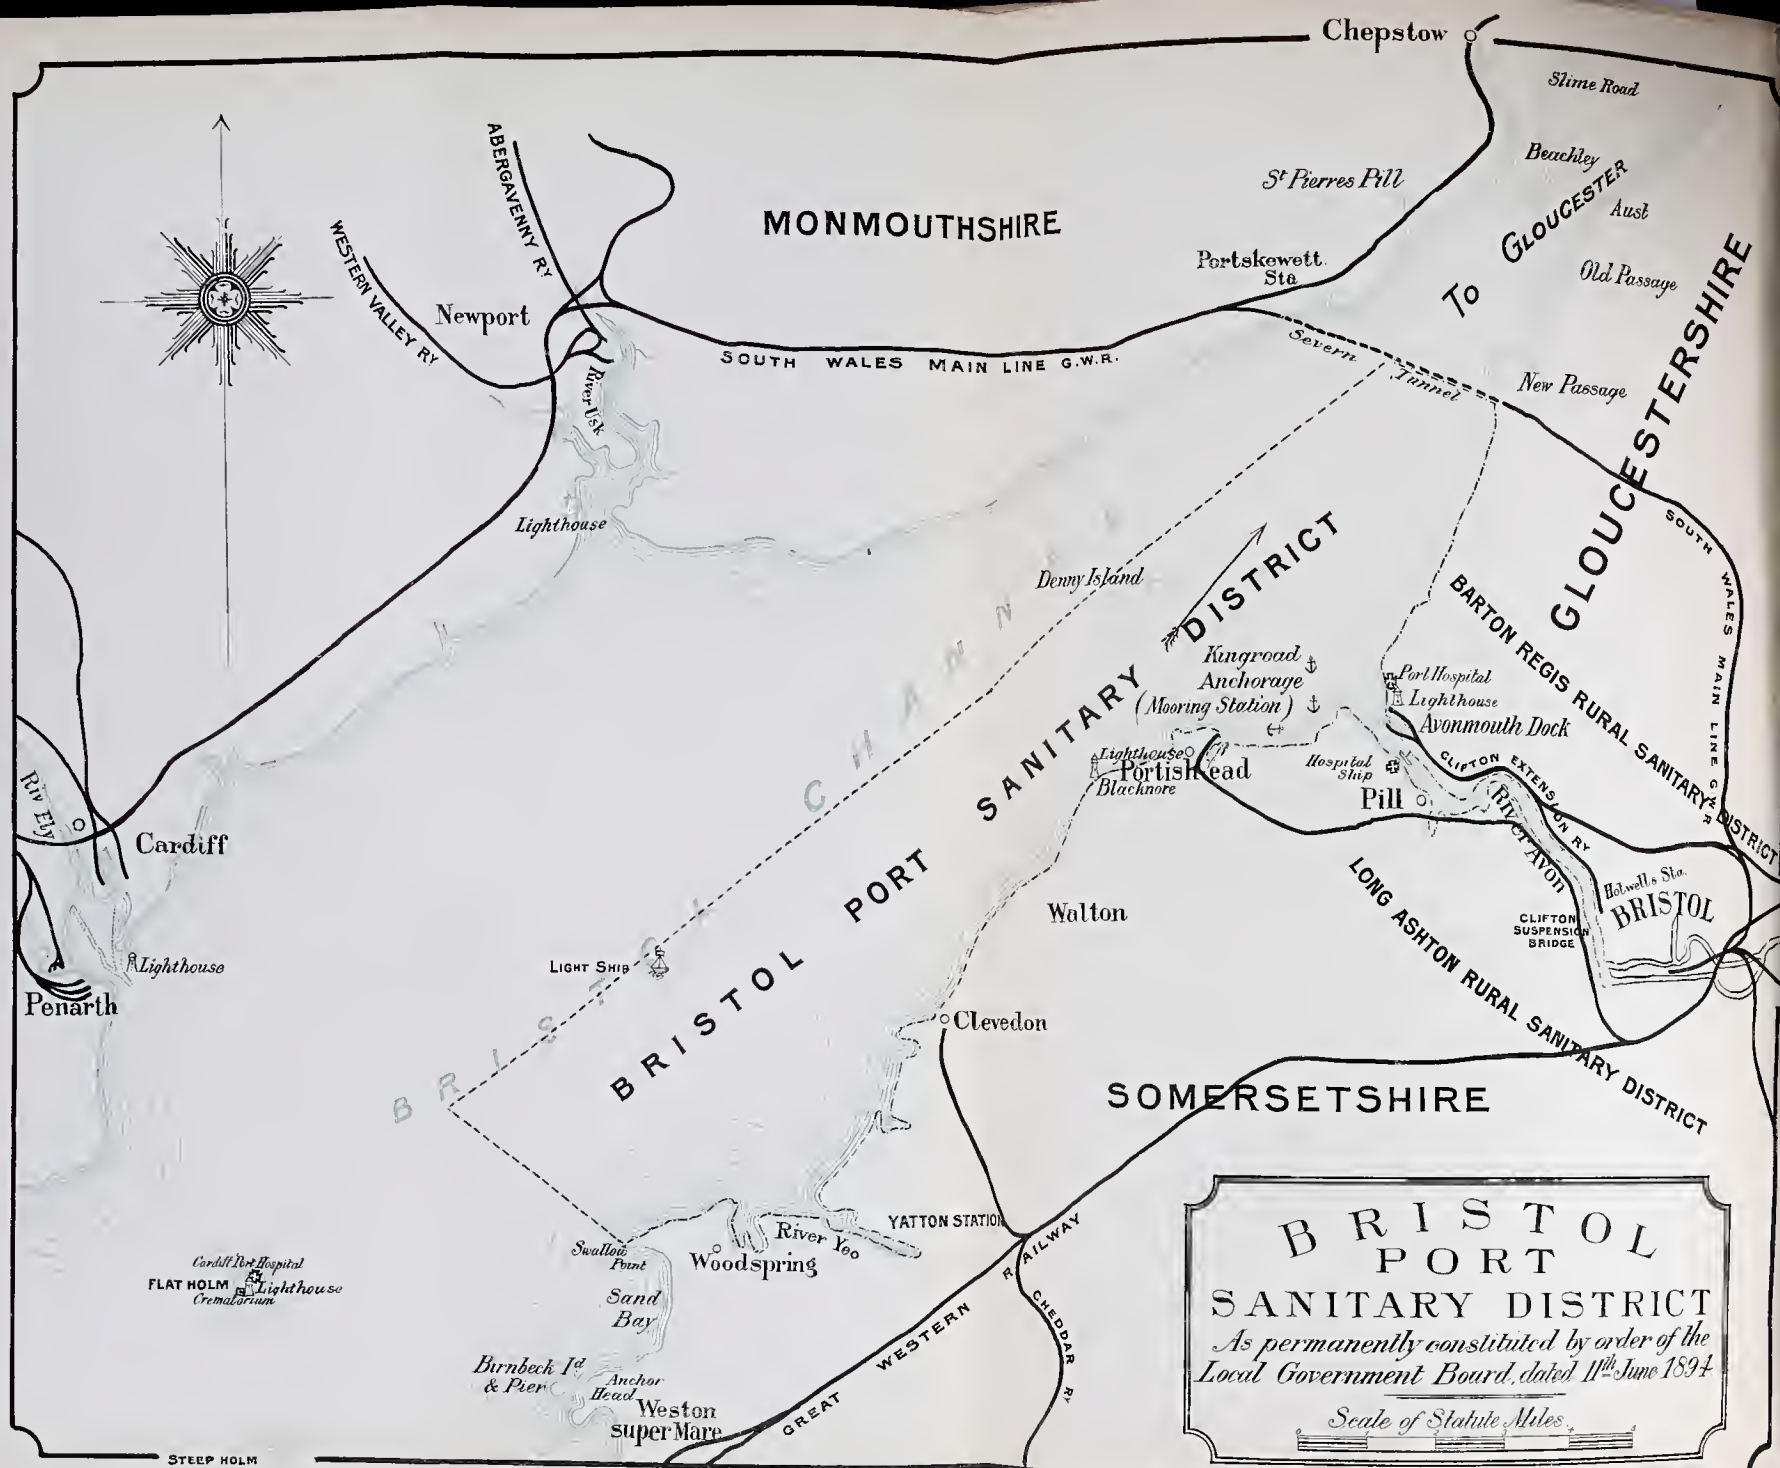 Chepstow
Slime Road
Beachley
Aust
St Pierres Pill
To GLOUCESTER
Old Passage
Portskewett
Sta
MONMOUTHSHIRE
ABERGAVENNY RY
WESTERN VALLEY RY
Newport
River Usk
SOUTH WALES MAIN LINE G.W.R.
Severn Tunnel
New Passage
GLOUCESTERSHIRE
SOUTH WALES MAIN LINE G.W.R
Lighthouse
Denny Island
BRISTOL CHANNEL
BRISTOL PORT SANITARY DISTRICT
BARTON REGIS RURAL SANITARY DISTRICT
Kingroad
Anchorage
(Mooring Station)
Port Hospital
Lighthouse
Avonmouth Dock
Lighthouse
Portishead
Blacknore
Hospital
Ship
Pill
CLIFTON EXTENSION RY
River Avon
Riv Ely
Cardiff
Lighthouse
Penarth
Walton
LONG ASHTON RURAL SANITARY DISTRICT
Hotwells Sta.
BRISTOL
CLIFTON
SUSPENSION
BRIDGE
LIGHT SHIP
Clevedon
SOMERSETSHIRE
YATTON STATION
River Yeo
Woodspring
Swallow
Point
Sand
Bay
Cardiff Port Hospital
FLAT HOLM
Lighthouse
Crematorium
Birnbeck Id
& Pier
Anchor
Head
Weston
super Mare
GREAT WESTERN RAILWAY
CHEDDAR RY
STEEP HOLM
BRISTOL
PORT
SANITARY DISTRICT
As permanently constituted by order of the
Local Government Board, dated 11th June 1894
Scale of Statute Miles.